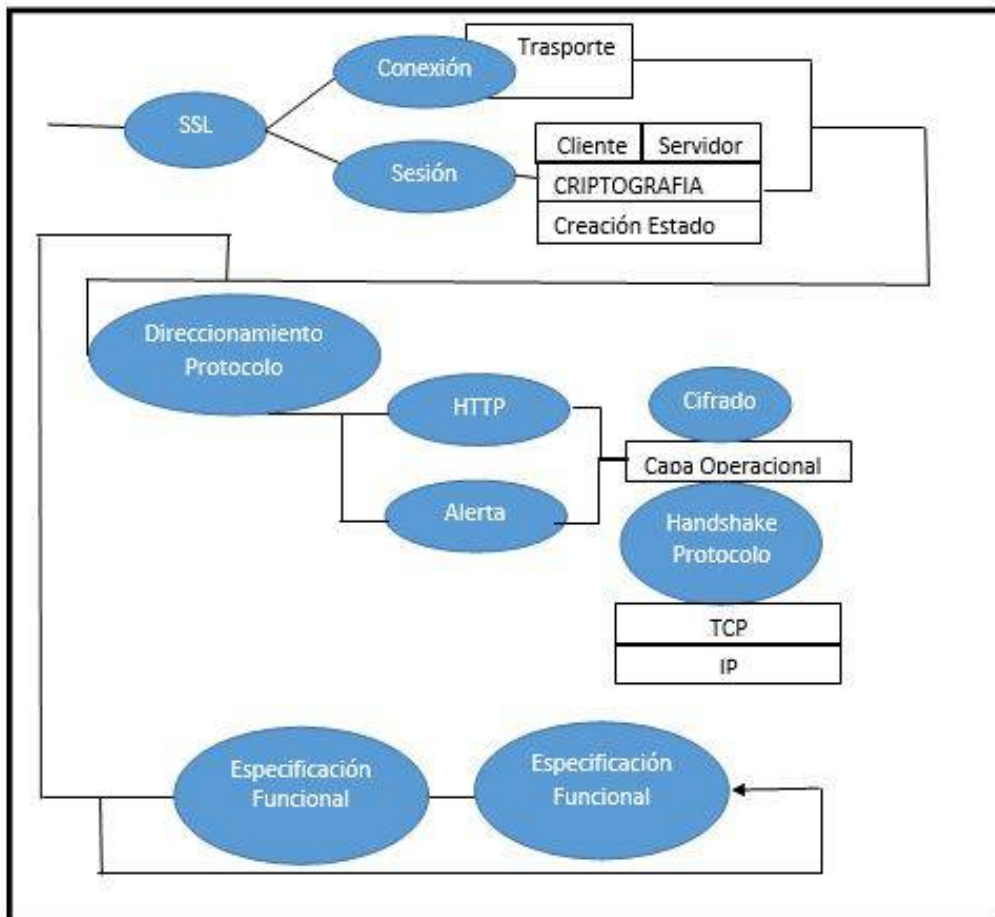 Trasporte
Conexión
SSL
Cliente Servidor
Sesión
CRIPTOGRAFIA
Creación Estado
Direccionamiento
Protocolo
HTTP
Cifrado
Capa Operacional
Alerta
Handshake
Protocolo
TCP
IP
Especificación
Funcional
Especificación
Funcional